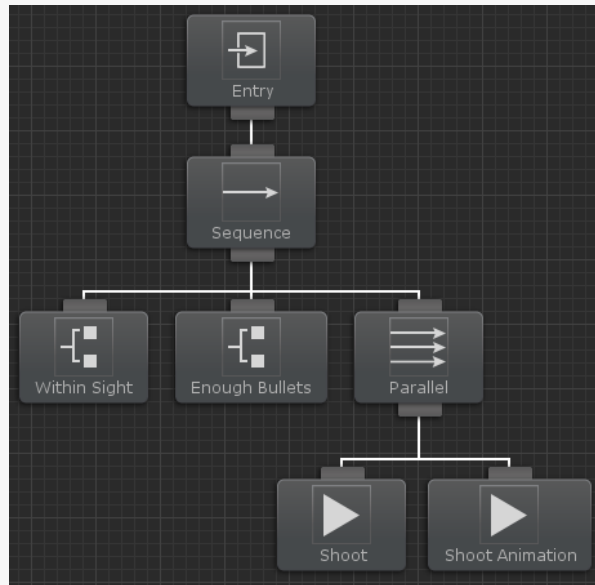 Entry
Sequence
Within Sight
Enough Bullets
Parallel
Shoot
Shoot Animation